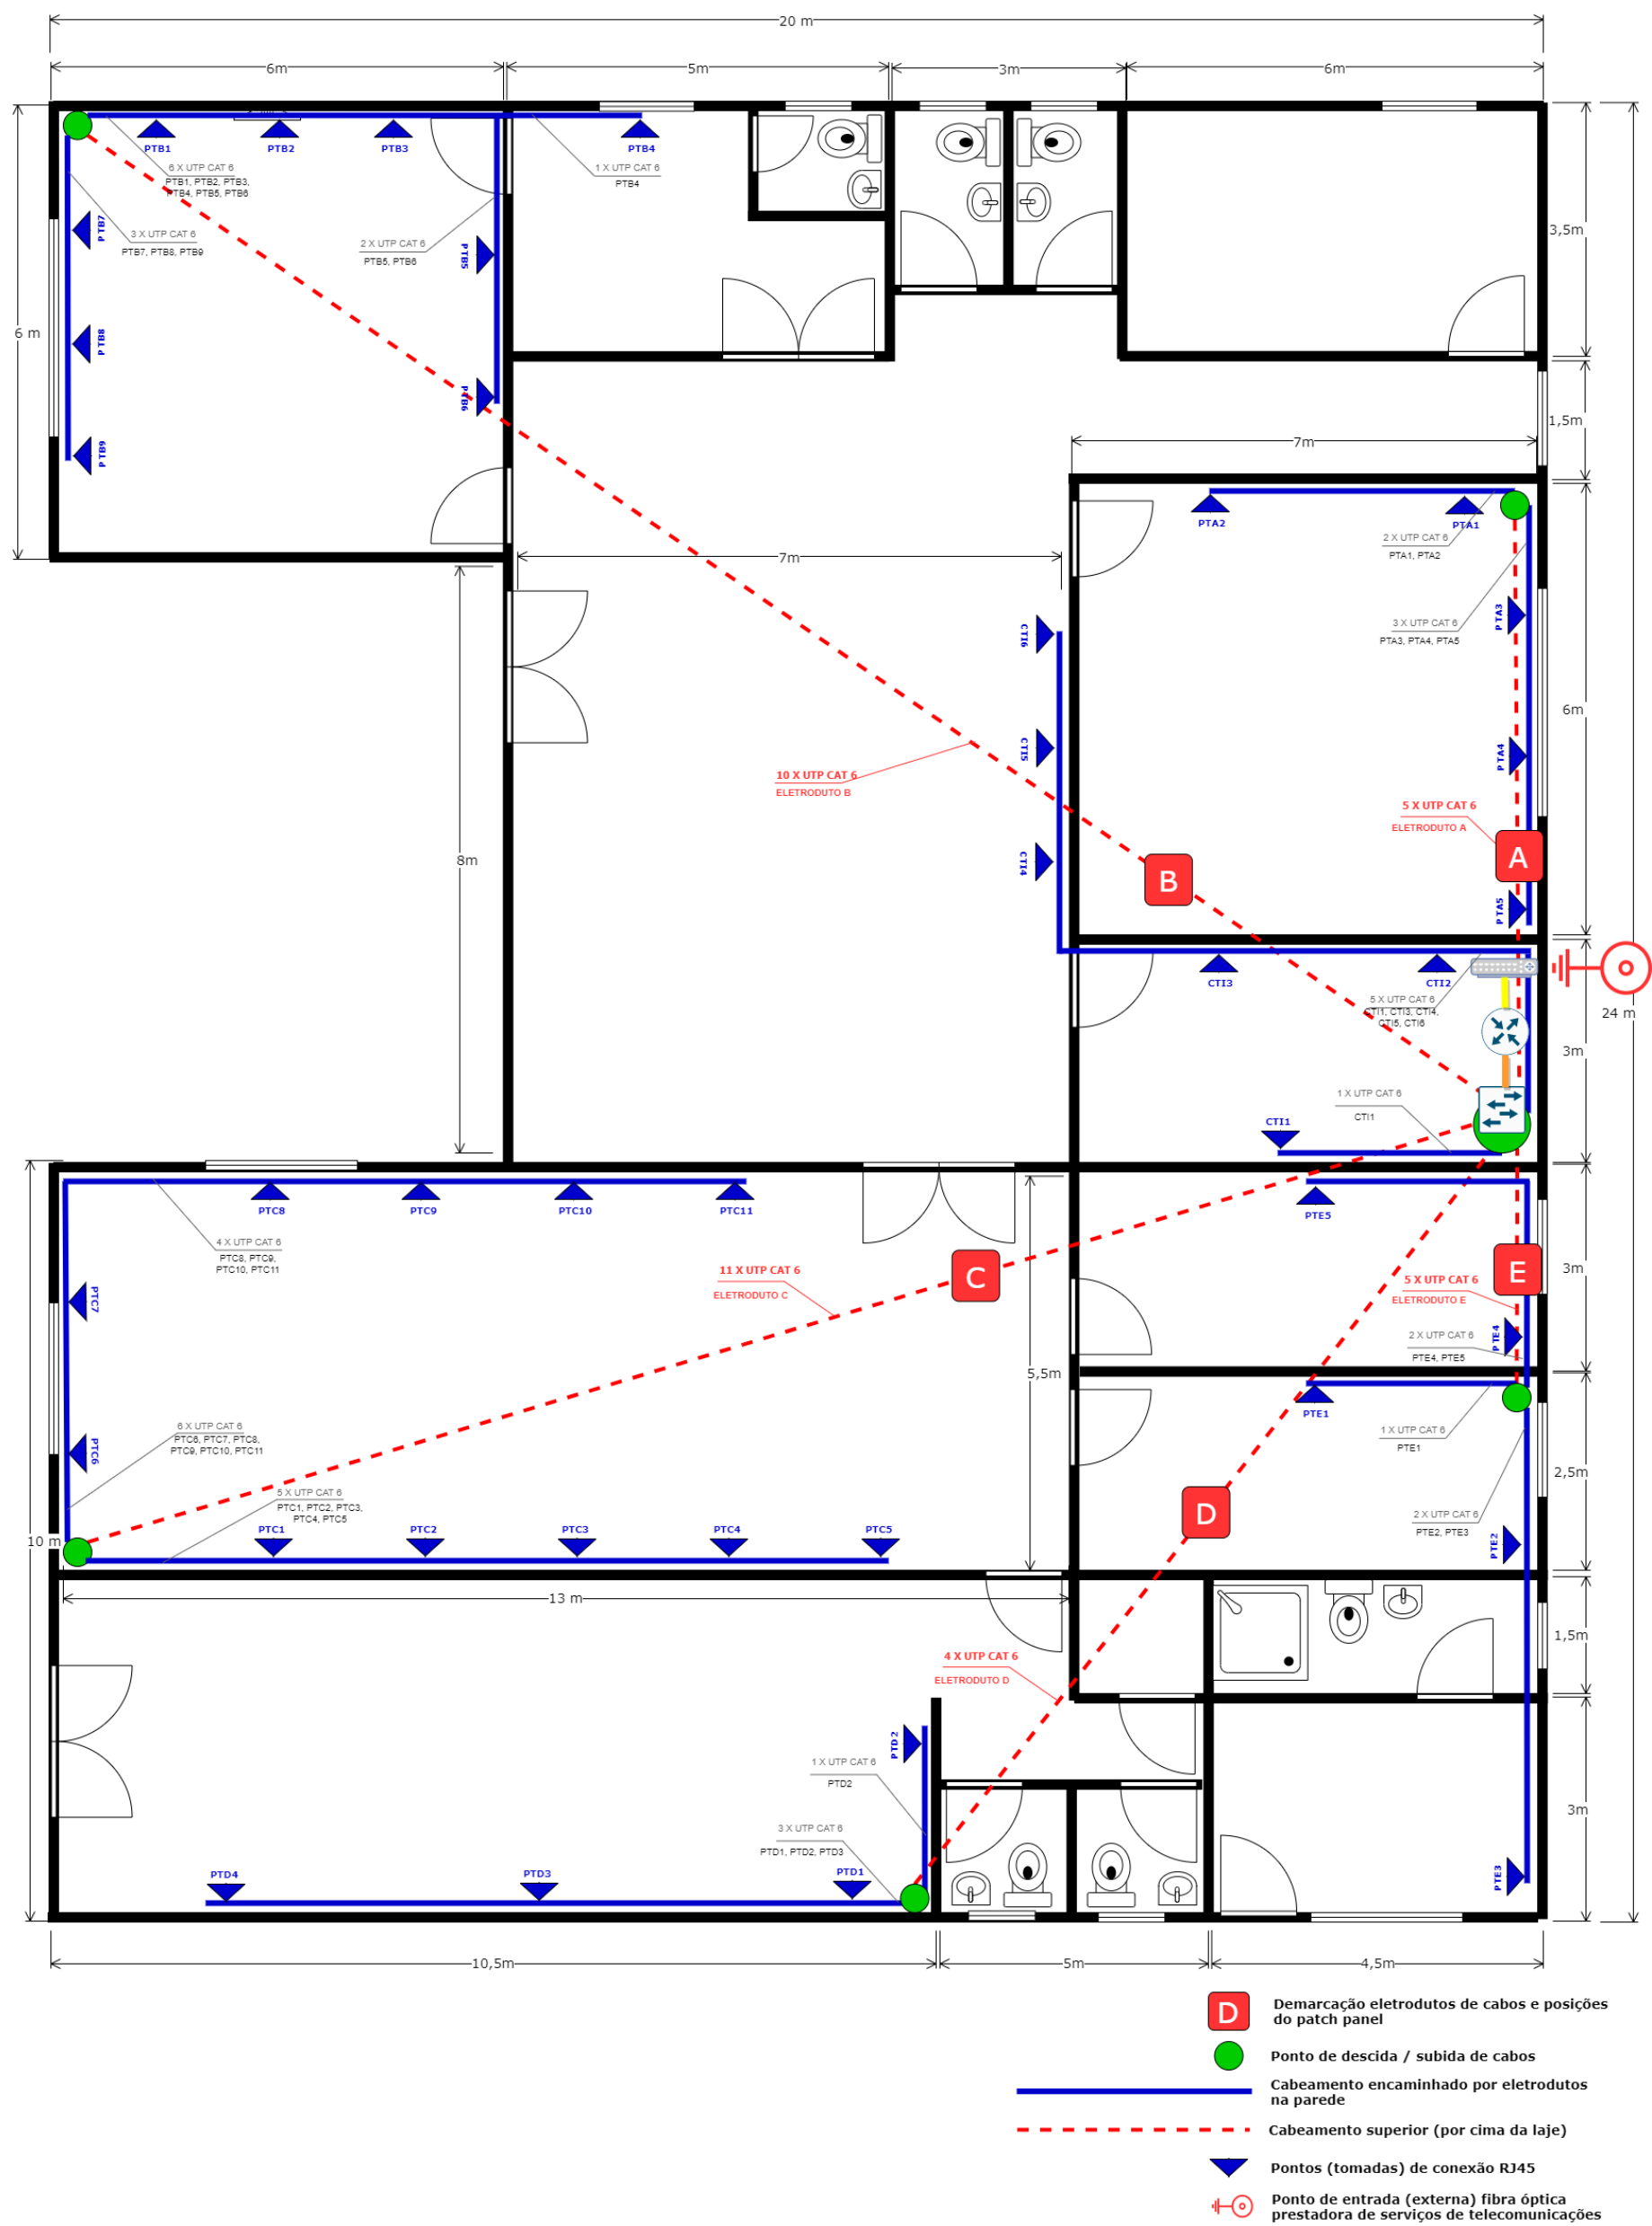 20 m
6m
5m
3m
6m
PTB1
PTB2
PTB3
PTB4
6 X UTP CAT 6
PTB1, PTB2, PTB3,
PTB4, PTB5, PTB6
1 X UTP CAT 6
PTB4
PTB7
3 X UTP CAT 6
PTB7, PTB8, PTB9
2 X UTP CAT 6
PTB5, PTB6
PTB5
3,5m
6 m
PTB8
PTB6
PTB9
1,5m
7m
PTA2
PTA1
2 X UTP CAT 6
PTA1, PTA2
7m
3 X UTP CAT 6
PTA3, PTA4, PTA5
PTA3
CTI6
6m
CTI5
PTA4
10 X UTP CAT 6
ELETRODUTO B
5 X UTP CAT 6
ELETRODUTO A
A
8m
CTI4
B
PTA5
CTI3
CTI2
5 X UTP CAT 6
CTI1, CTI3, CTI4,
CTI5, CTI6
24 m
3m
1 X UTP CAT 6
CTI1
CTI1
PTC8
PTC9
PTC10
PTC11
PTE5
4 X UTP CAT 6
PTC8, PTC9,
PTC10, PTC11
11 X UTP CAT 6
ELETRODUTO C
C
E
3m
5 X UTP CAT 6
ELETRODUTO E
PTC7
2 X UTP CAT 6
PTE4, PTE5
PTE4
5,5m
PTE1
1 X UTP CAT 6
PTE1
6 X UTP CAT 6
PTC6, PTC7, PTC8,
PTC9, PTC10, PTC11
PTC6
2,5m
5 X UTP CAT 6
PTC1, PTC2, PTC3,
PTC4, PTC5
D
2 X UTP CAT 6
PTE2, PTE3
PTE2
10 m
PTC1
PTC2
PTC3
PTC4
PTC5
13 m
1,5m
4 X UTP CAT 6
ELETRODUTO D
PTD2
1 X UTP CAT 6
PTD2
3m
3 X UTP CAT 6
PTD1, PTD2, PTD3
PTD4
PTD3
PTD1
PTE3
10,5m
5m
4,5m
D
Demarcação eletrodutos de cabos e posições
do patch panel
Ponto de descida / subida de cabos
Cabeamento encaminhado por eletrodutos
na parede
Cabeamento superior (por cima da laje)
Pontos (tomadas) de conexão RJ45
Ponto de entrada (externa) fibra óptica
prestadora de serviços de telecomunicações